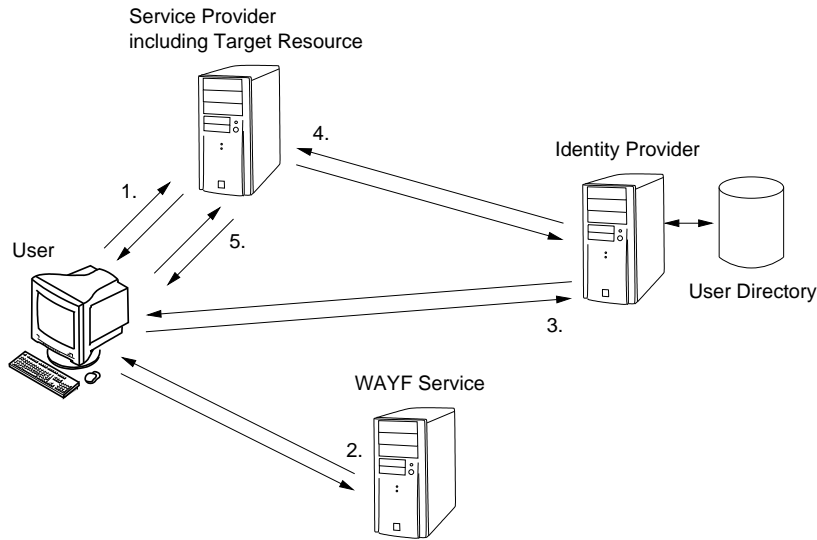 Service Provider
including Target Resource
4.
Identity Provider
1.
User
5.
User Directory
3.
WAYF Service
2.